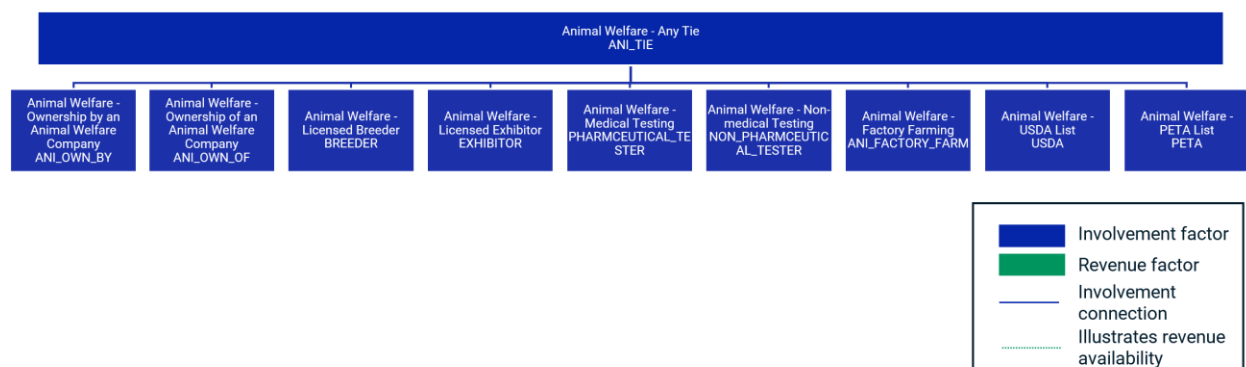 Animal Welfare - Any Tie
ANI_TIE
Animal Welfare -
Ownership by an
Animal Welfare
Company
ANI_OWN_BY
Animal Welfare -
Ownership of an
Animal Welfare
Company
ANI_OWN_OF
Animal Welfare -
Licensed Breeder
BREEDER
Animal Welfare -
Licensed Exhibitor
EXHIBITOR
Animal Welfare -
Medical Testing
PHARMCEUTICAL_TE
STER
Animal Welfare - Non-
medical Testing
NON_PHARMCEUTIC
AL_TESTER
Animal Welfare -
Factory Farming
ANI_FACTORY_FARM
Animal Welfare -
USDA List
USDA
Animal Welfare -
PETA List
PETA
Involvement factor
Revenue factor
Involvement
connection
Illustrates revenue
availability